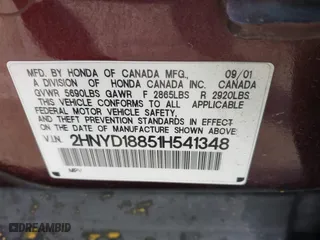 MFD. BY HONDA OF CANADA MFG., 09/01
A DIVISION OF HONDA CANADA INC. CANADA
GVWR 5690LBS GAWR F 2865LBS R 2920LBS
THIS VEHICLE CONFORMS TO ALL APPLICABLE
FEDERAL MOTOR VEHICLE SAFETY AND
THEFT PREVENTION STANDARDS IN EFFECT ON
THE DATE OF MANUFACTURE SHOWN ABOVE.
V.I.N. 2HNYD18851H541348
MPV
DREAMBID